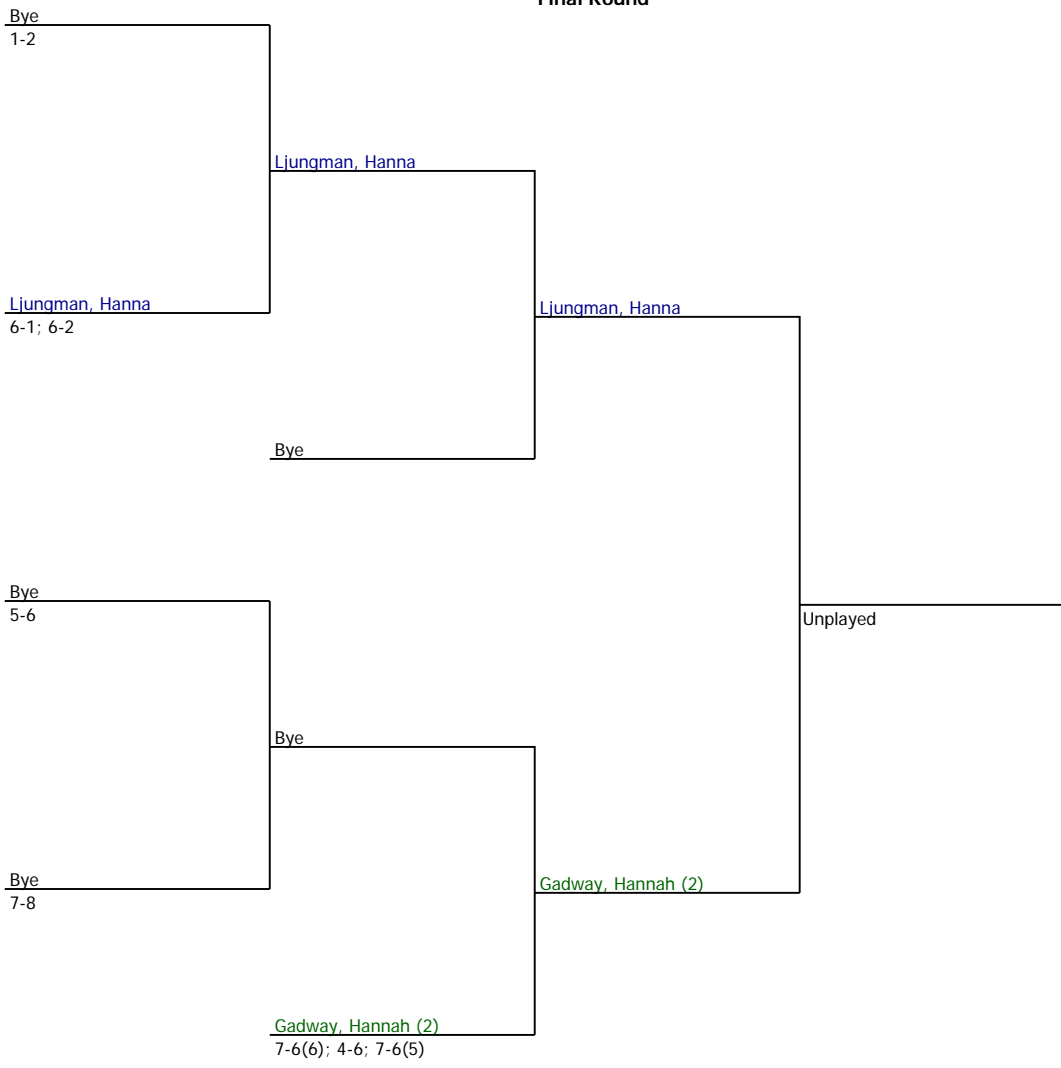 Final Round
Bye
1-2
Ljungman, Hanna
Ljungman, Hanna
6-1; 6-2
Ljungman, Hanna
Bye
Bye
5-6
Unplayed
Bye
Bye
7-8
Gadway, Hannah (2)
Gadway, Hannah (2)
7-6(6); 4-6; 7-6(5)